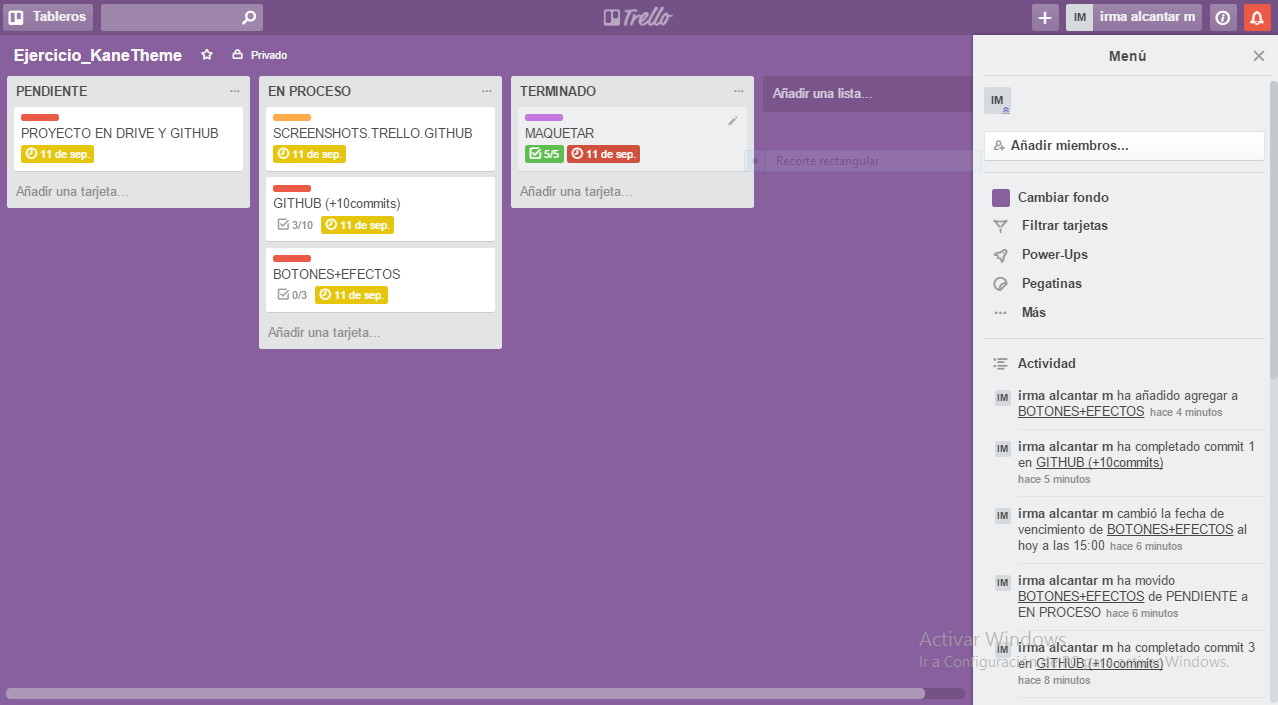 Tableros
Trello
IM irma alcantar m
Ejercicio_KaneTheme
Privado
PENDIENTE
PROYECTO EN DRIVE Y GITHUB
11 de sep.
Añadir una tarjeta...
EN PROCESO
SCREENSHOTS.TRELLO.GITHUB
11 de sep.
GITHUB (+10commits)
3/10 11 de sep.
BOTONES+EFECTOS
0/3 11 de sep.
Añadir una tarjeta...
TERMINADO
MAQUETAR
5/5 11 de sep.
Añadir una tarjeta...
Añadir una lista...
Recorte rectangular
Menú
IM
Añadir miembros...
Cambiar fondo
Filtrar tarjetas
Power-Ups
Pegatinas
Más
Actividad
IM irma alcantar m ha añadido agregar a
BOTONES+EFECTOS hace 4 minutos
IM irma alcantar m ha completado commit 1
en GITHUB (+10commits)
hace 5 minutos
IM irma alcantar m cambió la fecha de
vencimiento de BOTONES+EFECTOS al
hoy a las 15:00 hace 6 minutos
IM irma alcantar m ha movido
BOTONES+EFECTOS de PENDIENTE a
EN PROCESO hace 6 minutos
IM irma alcantar m ha completado commit 3
en GITHUB (+10commits)
hace 8 minutos
Activar Windows
Ir a Configuración de PC para activar Windows.